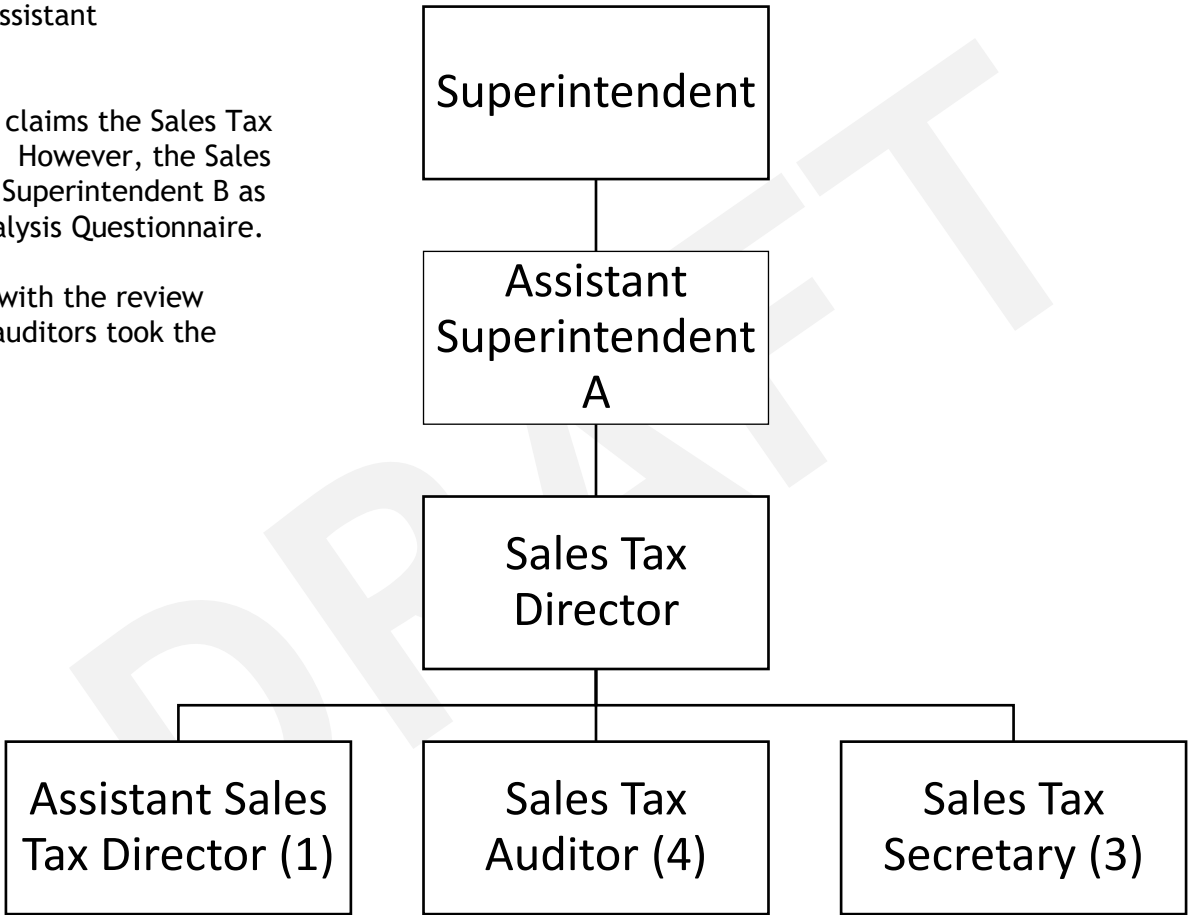 ssistant
claims the Sales Tax
However, the Sales
Superintendent B as
alysis Questionnaire.
with the review
auditors took the
Superintendent
Assistant
Superintendent
A
Sales Tax
Director
Assistant Sales
Tax Director (1)
Sales Tax
Auditor (4)
Sales Tax
Secretary (3)
DRAFT